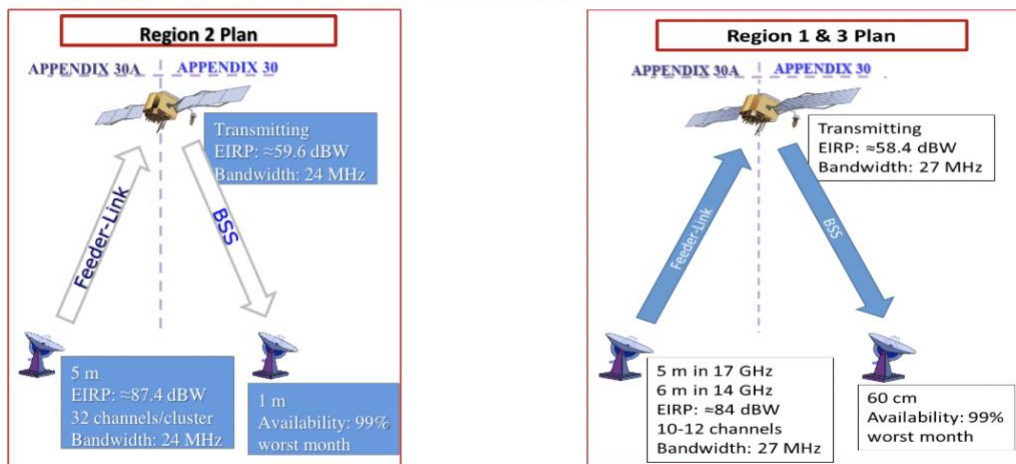 Region 2 Plan
APPENDIX 30A
APPENDIX 30
Transmitting
EIRP: ≈59.6 dBW
Bandwidth: 24 MHz
Feeder-Link
BSS
5 m
EIRP: ≈87.4 dBW
32 channels/cluster
Bandwidth: 24 MHz
1 m
Availability: 99%
worst month
Region 1 & 3 Plan
APPENDIX 30A
APPENDIX 30
Transmitting
EIRP: ≈58.4 dBW
Bandwidth: 27 MHz
Feeder-Link
BSS
5 m in 17 GHz
6 m in 14 GHz
EIRP: ≈84 dBW
10-12 channels
Bandwidth: 27 MHz
60 cm
Availability: 99%
worst month